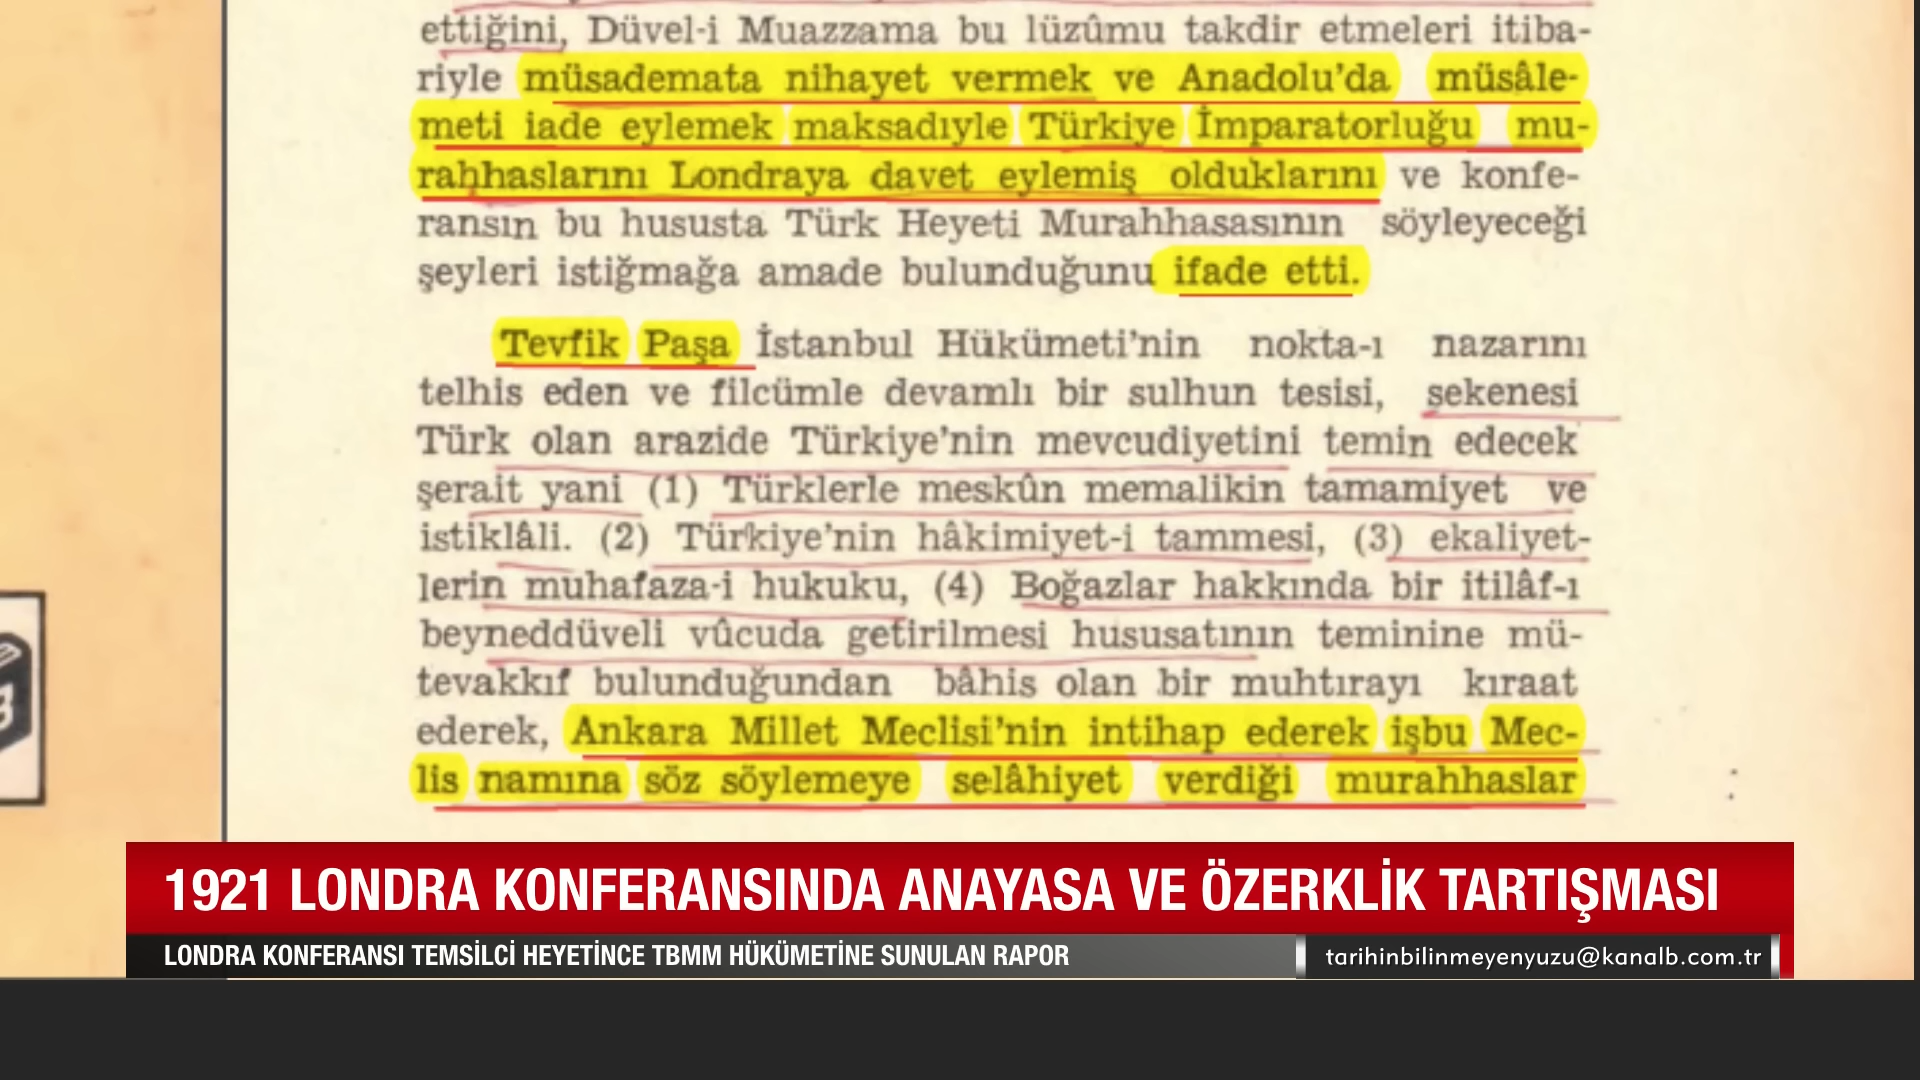 ettiğini, Düvel-i Muazzama bu lüzûmu takdir etmeleri itiba-
riyle müsademata nihayet vermek ve Anadolu'da müsâle-
meti iade eylemek maksadıyle Türkiye İmparatorluğu mu-
rahhaslarını Londraya davet eylemiş olduklarını ve konfe-
ransın bu hususta Türk Heyeti Murahhasasının söyleyeceği
şeyleri istiğmağa amade bulunduğunu ifade etti.
Tevfik Paşa İstanbul Hükümeti'nin nokta-ı nazarını
telhis eden ve filcümle devamlı bir sulhun tesisi, sekenesi
Türk olan arazide Türkiye'nin mevcudiyetini temin edecek
şerait yani (1) Türklerle meskûn memalikin tamamiyet ve
istiklâli. (2) Türkiye'nin hâkimiyet-i tammesi, (3) ekaliyet-
lerin muhafaza-i hukuku, (4) Boğazlar hakkında bir itilâf-ı
beyneddüveli vûcuda getirilmesi hususatının teminine mü-
tevakkıf bulunduğundan bâhis olan bir muhtırayı kıraat
ederek, Ankara Millet Meclisi'nin intihap ederek işbu Mec-
lis namına söz söylemeye selâhiyet verdiği murahhaslar
1921 LONDRA KONFERANSINDA ANAYASA VE ÖZERKLİK TARTIŞMASI
LONDRA KONFERANSI TEMSİLCİ HEYETİNCE TBMM HÜKÜMETİNE SUNULAN RAPOR
tarihinbilinmeyenyuzu@kanalb.com.tr